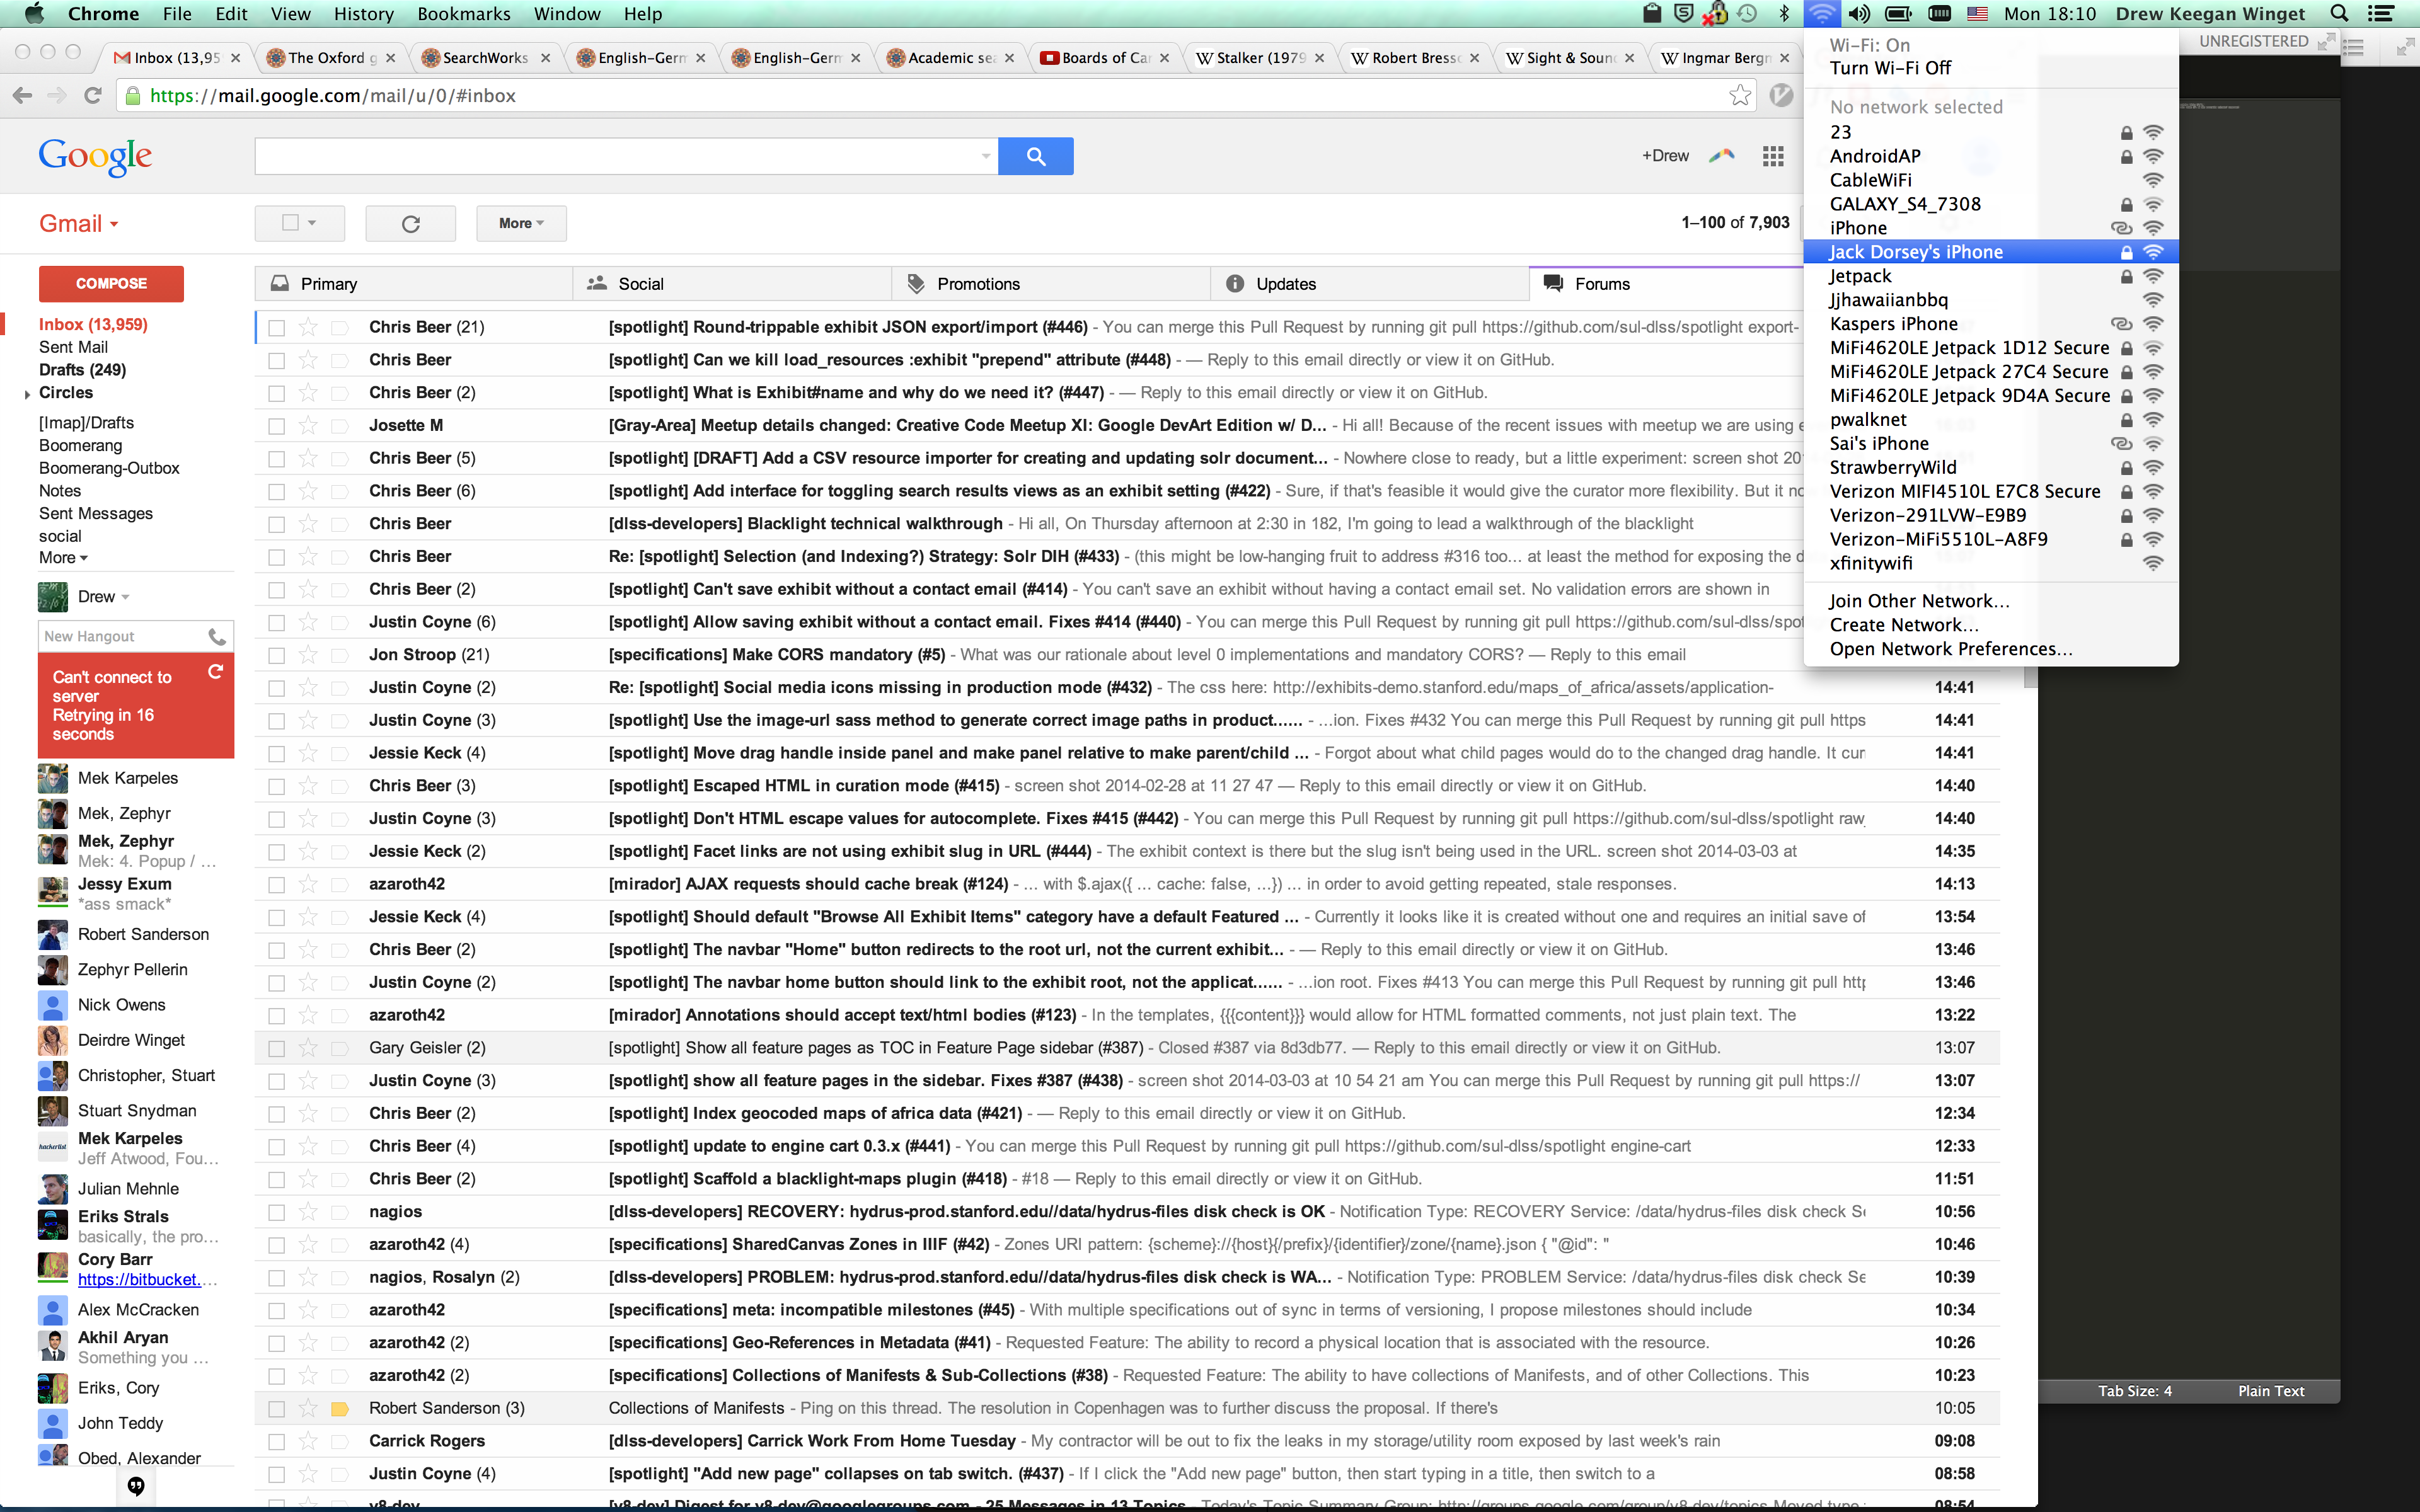 Chrome File Edit View History Bookmarks Window Help Mon 18:10 Drew Keegan Winget
Inbox (13,95 The Oxford g SearchWorks English-Germ English-Germ Academic sea Boards of Car Stalker (1979 Robert Bresso Sight & Soun Ingmar Bergm
UNREGISTERED
https://mail.google.com/mail/u/0/#inbox
Google
+Drew
Gmail
More
1–100 of 7,903
COMPOSE
Inbox (13,959)
Sent Mail
Drafts (249)
Circles
[Imap]/Drafts
Boomerang
Boomerang-Outbox
Notes
Sent Messages
social
More
Drew
New Hangout
Can't connect to
server
Retrying in 16
seconds
Mek Karpeles
Mek, Zephyr
Mek, Zephyr
Mek: 4. Popup / ...
Jessy Exum
*ass smack*
Robert Sanderson
Zephyr Pellerin
Nick Owens
Deirdre Winget
Christopher, Stuart
Stuart Snydman
hackerlist
Mek Karpeles
Jeff Atwood, Fou...
Julian Mehnle
Eriks Strals
basically, the pro...
Cory Barr
https://bitbucket....
Alex McCracken
Akhil Aryan
Something you ...
Eriks, Cory
John Teddy
Obed, Alexander
Primary Social Promotions Updates Forums
Chris Beer (21) [spotlight] Round-trippable exhibit JSON export/import (#446) - You can merge this Pull Request by running git pull https://github.com/sul-dlss/spotlight export-
Chris Beer [spotlight] Can we kill load_resources :exhibit "prepend" attribute (#448) - — Reply to this email directly or view it on GitHub.
Chris Beer (2) [spotlight] What is Exhibit#name and why do we need it? (#447) - — Reply to this email directly or view it on GitHub.
Josette M [Gray-Area] Meetup details changed: Creative Code Meetup XI: Google DevArt Edition w/ D... - Hi all! Because of the recent issues with meetup we are using
Chris Beer (5) [spotlight] [DRAFT] Add a CSV resource importer for creating and updating solr document... - Nowhere close to ready, but a little experiment: screen shot 20
Chris Beer (6) [spotlight] Add interface for toggling search results views as an exhibit setting (#422) - Sure, if that's feasible it would give the curator more flexibility. But it no
Chris Beer [dlss-developers] Blacklight technical walkthrough - Hi all, On Thursday afternoon at 2:30 in 182, I'm going to lead a walkthrough of the blacklight
Chris Beer Re: [spotlight] Selection (and Indexing?) Strategy: Solr DIH (#433) - (this might be low-hanging fruit to address #316 too... at least the method for exposing the d
Chris Beer (2) [spotlight] Can't save exhibit without a contact email (#414) - You can't save an exhibit without having a contact email set. No validation errors are shown in
Justin Coyne (6) [spotlight] Allow saving exhibit without a contact email. Fixes #414 (#440) - You can merge this Pull Request by running git pull https://github.com/sul-dlss/spot
Jon Stroop (21) [specifications] Make CORS mandatory (#5) - What was our rationale about level 0 implementations and mandatory CORS? — Reply to this email
Justin Coyne (2) Re: [spotlight] Social media icons missing in production mode (#432) - The css here: http://exhibits-demo.stanford.edu/maps_of_africa/assets/application- 14:41
Justin Coyne (3) [spotlight] Use the image-url sass method to generate correct image paths in product...... - ...ion. Fixes #432 You can merge this Pull Request by running git pull https 14:41
Jessie Keck (4) [spotlight] Move drag handle inside panel and make panel relative to make parent/child ... - Forgot about what child pages would do to the changed drag handle. It cur 14:41
Chris Beer (3) [spotlight] Escaped HTML in curation mode (#415) - screen shot 2014-02-28 at 11 27 47 — Reply to this email directly or view it on GitHub. 14:40
Justin Coyne (3) [spotlight] Don't HTML escape values for autocomplete. Fixes #415 (#442) - You can merge this Pull Request by running git pull https://github.com/sul-dlss/spotlight raw_ 14:40
Jessie Keck (2) [spotlight] Facet links are not using exhibit slug in URL (#444) - The exhibit context is there but the slug isn't being used in the URL. screen shot 2014-03-03 at 14:35
azaroth42 [mirador] AJAX requests should cache break (#124) - ... with $.ajax({ ... cache: false, ...}) ... in order to avoid getting repeated, stale responses. 14:13
Jessie Keck (4) [spotlight] Should default "Browse All Exhibit Items" category have a default Featured ... - Currently it looks like it is created without one and requires an initial save of 13:54
Chris Beer (2) [spotlight] The navbar "Home" button redirects to the root url, not the current exhibit... - — Reply to this email directly or view it on GitHub. 13:46
Justin Coyne (2) [spotlight] The navbar home button should link to the exhibit root, not the applicat...... - ...ion root. Fixes #413 You can merge this Pull Request by running git pull http 13:46
azaroth42 [mirador] Annotations should accept text/html bodies (#123) - In the templates, {{{content}}} would allow for HTML formatted comments, not just plain text. The 13:22
Gary Geisler (2) [spotlight] Show all feature pages as TOC in Feature Page sidebar (#387) - Closed #387 via 8d3db77. — Reply to this email directly or view it on GitHub. 13:07
Justin Coyne (3) [spotlight] show all feature pages in the sidebar. Fixes #387 (#438) - screen shot 2014-03-03 at 10 54 21 am You can merge this Pull Request by running git pull https:// 13:07
Chris Beer (2) [spotlight] Index geocoded maps of africa data (#421) - — Reply to this email directly or view it on GitHub. 12:34
Chris Beer (4) [spotlight] update to engine cart 0.3.x (#441) - You can merge this Pull Request by running git pull https://github.com/sul-dlss/spotlight engine-cart 12:33
Chris Beer (2) [spotlight] Scaffold a blacklight-maps plugin (#418) - #18 — Reply to this email directly or view it on GitHub. 11:51
nagios [dlss-developers] RECOVERY: hydrus-prod.stanford.edu//data/hydrus-files disk check is OK - Notification Type: RECOVERY Service: /data/hydrus-files disk check Se 10:56
azaroth42 (4) [specifications] SharedCanvas Zones in IIIF (#42) - Zones URI pattern: {scheme}://{host}{/prefix}/{identifier}/zone/{name}.json { "@id": " 10:46
nagios, Rosalyn (2) [dlss-developers] PROBLEM: hydrus-prod.stanford.edu//data/hydrus-files disk check is WA... - Notification Type: PROBLEM Service: /data/hydrus-files disk check Se 10:39
azaroth42 [specifications] meta: incompatible milestones (#45) - With multiple specifications out of sync in terms of versioning, I propose milestones should include 10:34
azaroth42 (2) [specifications] Geo-References in Metadata (#41) - Requested Feature: The ability to record a physical location that is associated with the resource. 10:26
azaroth42 (2) [specifications] Collections of Manifests & Sub-Collections (#38) - Requested Feature: The ability to have collections of Manifests, and of other Collections. This 10:23
Robert Sanderson (3) Collections of Manifests - Ping on this thread. The resolution in Copenhagen was to further discuss the proposal. If there's 10:05
Carrick Rogers [dlss-developers] Carrick Work From Home Tuesday - My contractor will be out to fix the leaks in my storage/utility room exposed by last week's rain 09:08
Justin Coyne (4) [spotlight] "Add new page" collapses on tab switch. (#437) - If I click the "Add new page" button, then start typing in a title, then switch to a 08:58
v8-dev [v8-dev] Digest for v8-dev@googlegroups.com - 25 Messages in 13 Topics - Today's Topic Summary Group: http://groups.google.com/group/v8-dev/topics Moved type 08:54
Wi-Fi: On
Turn Wi-Fi Off
No network selected
23
AndroidAP
CableWiFi
GALAXY_S4_7308
iPhone
Jack Dorsey's iPhone
Jetpack
Jjhawaiianbbq
Kaspers iPhone
MiFi4620LE Jetpack 1D12 Secure
MiFi4620LE Jetpack 27C4 Secure
MiFi4620LE Jetpack 9D4A Secure
pwalknet
Sai's iPhone
StrawberryWild
Verizon MIFI4510L E7C8 Secure
Verizon-291LVW-E9B9
Verizon-MiFi5510L-A8F9
xfinitywifi
Join Other Network...
Create Network...
Open Network Preferences...
Tab Size: 4 Plain Text